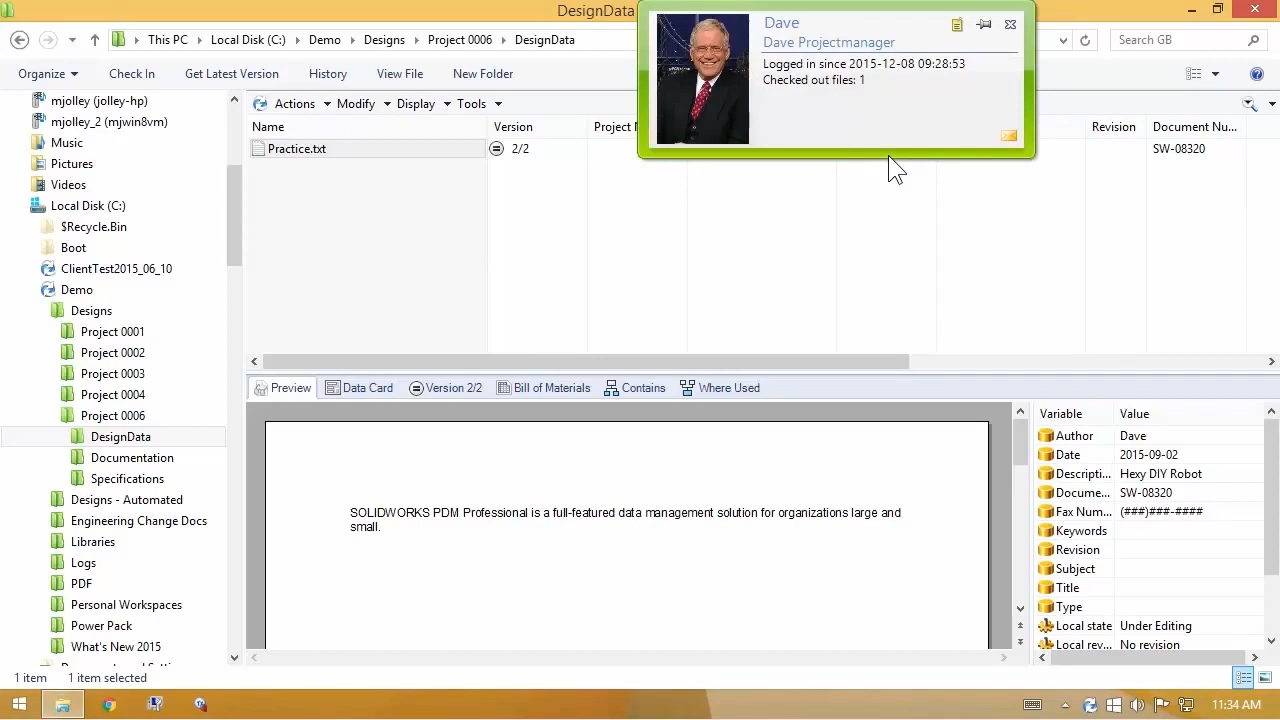 DesignData
This PC
Local Disk (C:)
Demo
Designs
Project 0006
DesignData
Search GB
Dave
Dave Projectmanager
Logged in since 2015-12-08 09:28:53
Checked out files: 1
Organize
Check In
Get Latest Version
History
View File
New Folder
mjolley (jolley-hp)
mjolley_2 (mjwin8vm)
Music
Pictures
Videos
Local Disk (C:)
$Recycle.Bin
Boot
ClientTest2015_06_10
Demo
Designs
Project 0001
Project 0002
Project 0003
Project 0004
Project 0006
DesignData
Documentation
Specifications
Designs - Automated
Engineering Change Docs
Libraries
Logs
PDF
Personal Workspaces
Power Pack
What's New 2015
Actions
Modify
Display
Tools
Name
Version
Project
Revision
Document Nu...
Practice.txt
2/2
SW-08320
Preview
Data Card
Version 2/2
Bill of Materials
Contains
Where Used
SOLIDWORKS PDM Professional is a full-featured data management solution for organizations large and
small.
Variable Value
Author Dave
Date 2015-09-02
Descripti... Hexy DIY Robot
Docume... SW-08320
Fax Num... (###)###-####
Keywords
Revision
Subject
Title
Type
Local state Under Editing
Local rev... No revision
1 item
1 item selected
11:34 AM